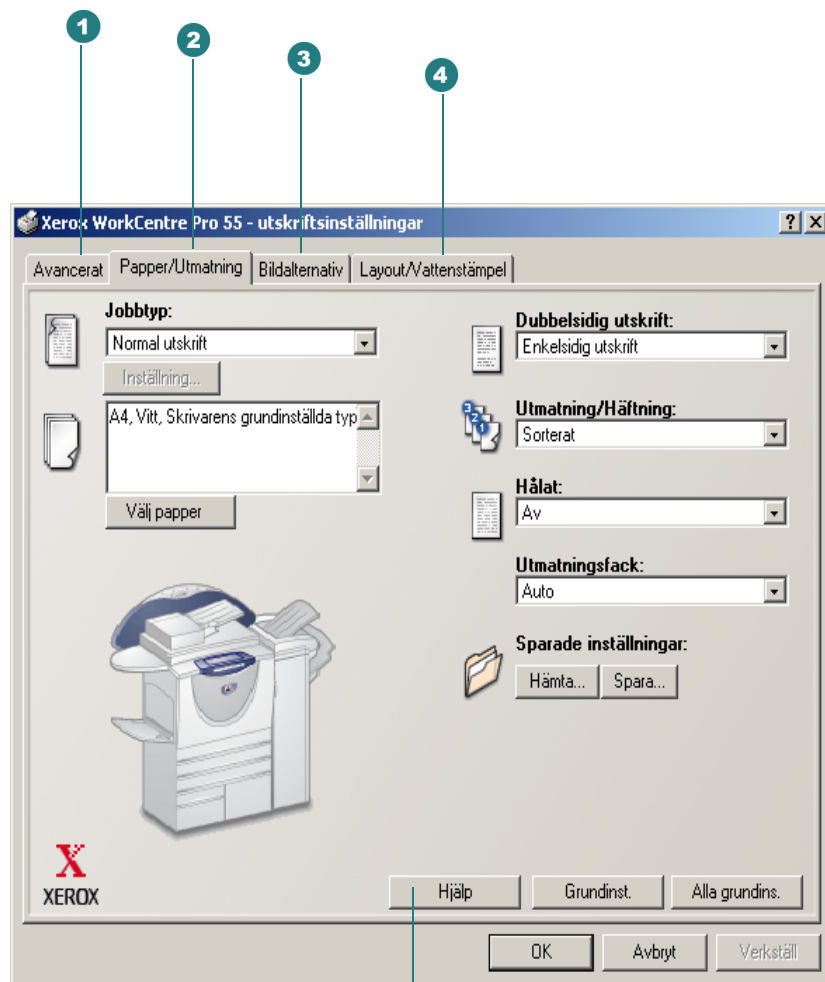 1
2
3
4
Xerox WorkCentre Pro 55 - utskriftsinställningar
Avancerat
Papper/Utmatning
Bildalternativ
Layout/Vattenstämpel
Jobbtyp:
Normal utskrift
Inställning...
A4, Vitt, Skrivarens grundinställda typ
Välj papper
Dubbelsidig utskrift:
Enkelsidig utskrift
Utmatning/Häftning:
Sorterat
Hålat:
Av
Utmatningsfack:
Auto
Sparade inställningar:
Hämta...
Spara...
X
XEROX
Hjälp
Grundinst.
Alla grundins.
OK
Avbryt
Verkställ